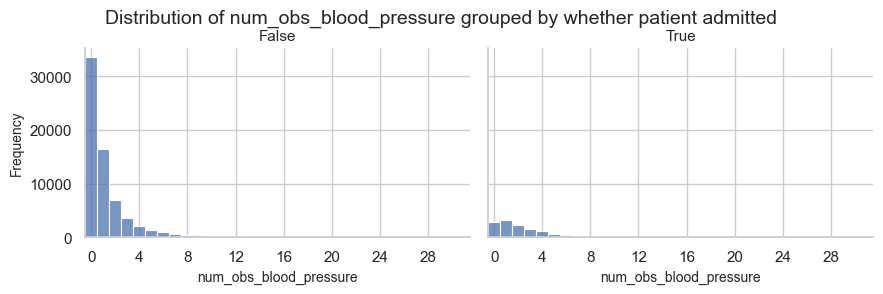 Distribution of num_obs_blood_pressure grouped by whether patient admitted
False
True
30000
20000
10000
0
Frequency
0 4 8 12 16 20 24 28
0 4 8 12 16 20 24 28
num_obs_blood_pressure
num_obs_blood_pressure